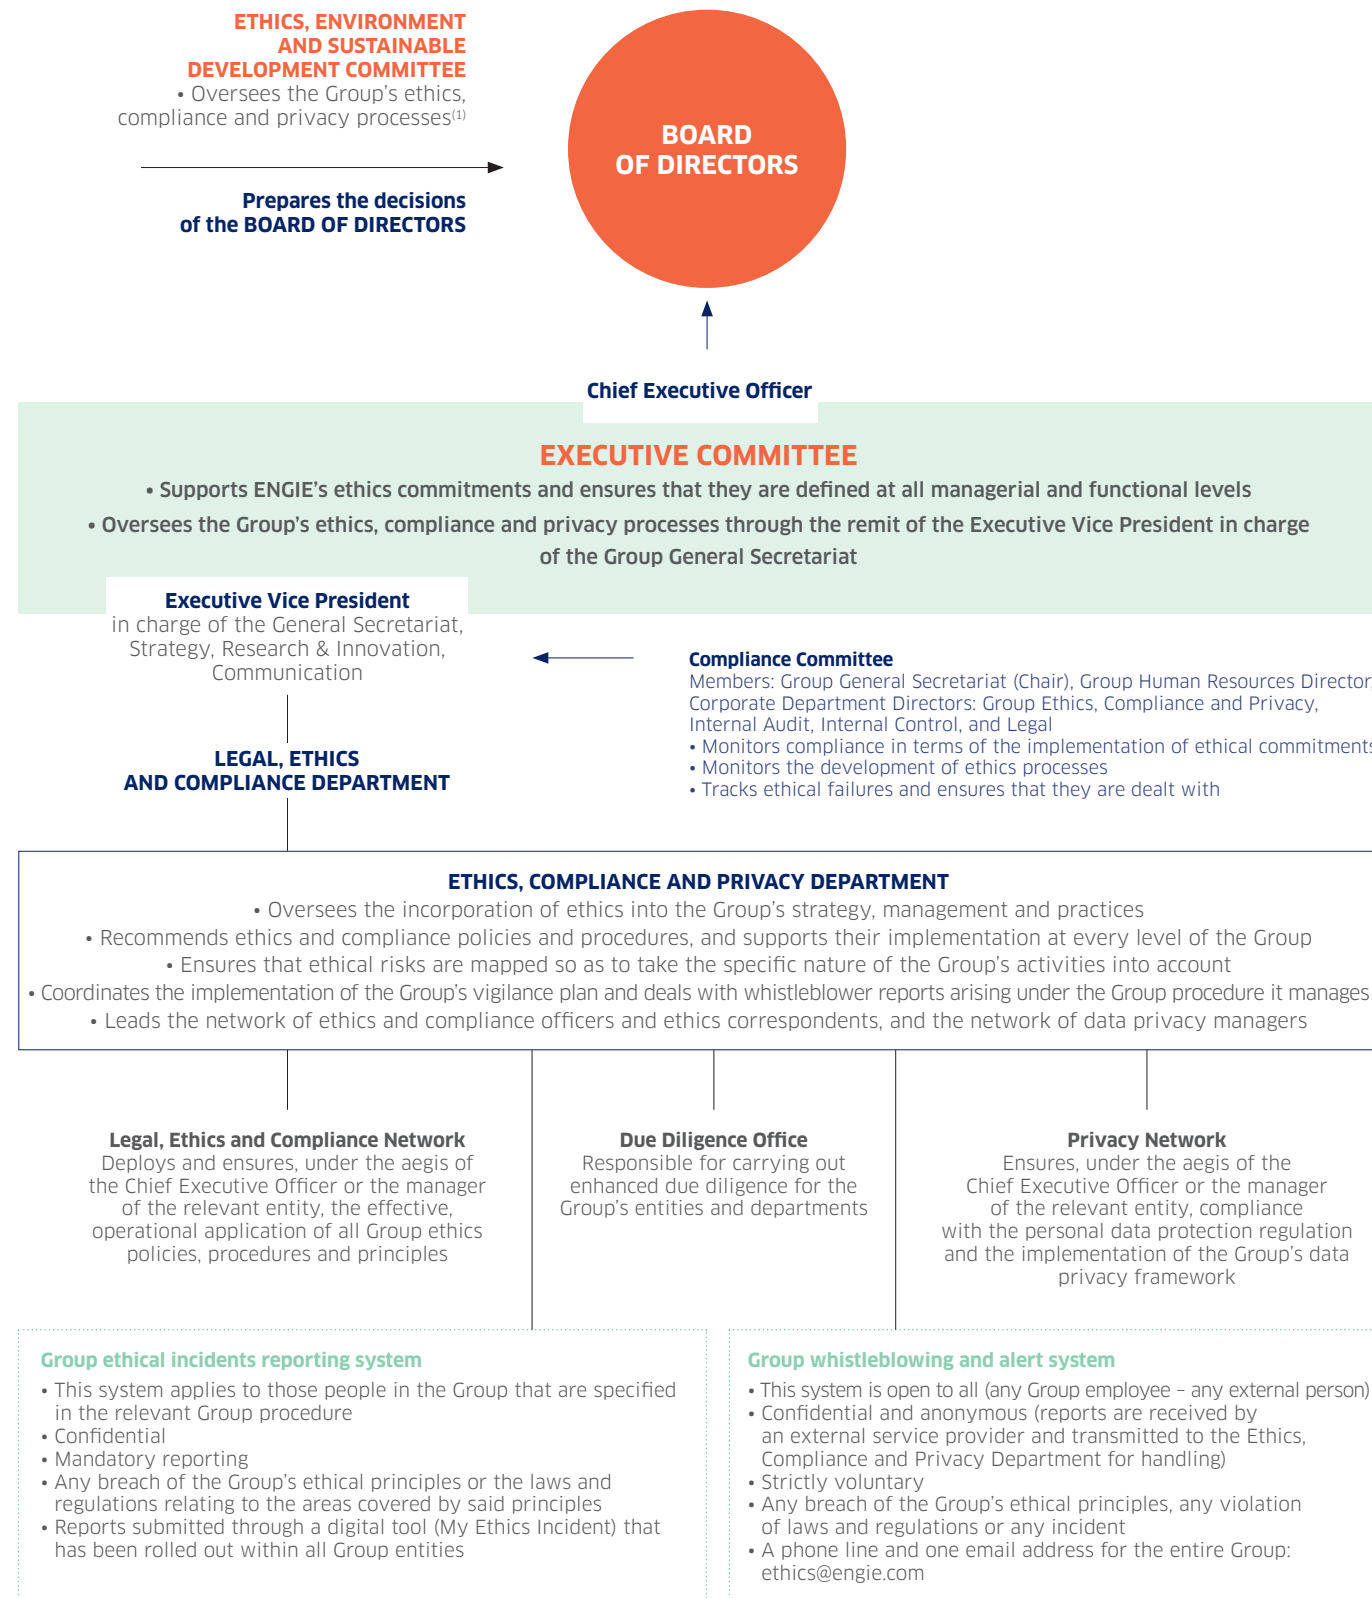 ETHICS, ENVIRONMENT
AND SUSTAINABLE
DEVELOPMENT COMMITTEE
• Oversees the Group's ethics,
compliance and privacy processes(1)
Prepares the decisions
of the BOARD OF DIRECTORS
BOARD
OF DIRECTORS
Chief Executive Officer
EXECUTIVE COMMITTEE
• Supports ENGIE's ethics commitments and ensures that they are defined at all managerial and functional levels
• Oversees the Group's ethics, compliance and privacy processes through the remit of the Executive Vice President in charge
of the Group General Secretariat
Executive Vice President
in charge of the General Secretariat,
Strategy, Research & Innovation,
Communication
Compliance Committee
Members: Group General Secretariat (Chair), Group Human Resources Director,
Corporate Department Directors: Group Ethics, Compliance and Privacy,
Internal Audit, Internal Control, and Legal
• Monitors compliance in terms of the implementation of ethical commitments
• Monitors the development of ethics processes
• Tracks ethical failures and ensures that they are dealt with
LEGAL, ETHICS
AND COMPLIANCE DEPARTMENT
ETHICS, COMPLIANCE AND PRIVACY DEPARTMENT
• Oversees the incorporation of ethics into the Group's strategy, management and practices
• Recommends ethics and compliance policies and procedures, and supports their implementation at every level of the Group
• Ensures that ethical risks are mapped so as to take the specific nature of the Group's activities into account
• Coordinates the implementation of the Group's vigilance plan and deals with whistleblower reports arising under the Group procedure it manages
• Leads the network of ethics and compliance officers and ethics correspondents, and the network of data privacy managers
Legal, Ethics and Compliance Network
Deploys and ensures, under the aegis of
the Chief Executive Officer or the manager
of the relevant entity, the effective,
operational application of all Group ethics
policies, procedures and principles
Due Diligence Office
Responsible for carrying out
enhanced due diligence for the
Group's entities and departments
Privacy Network
Ensures, under the aegis of the
Chief Executive Officer or the manager
of the relevant entity, compliance
with the personal data protection regulation
and the implementation of the Group's data
privacy framework
Group ethical incidents reporting system
• This system applies to those people in the Group that are specified
in the relevant Group procedure
• Confidential
• Mandatory reporting
• Any breach of the Group's ethical principles or the laws and
regulations relating to the areas covered by said principles
• Reports submitted through a digital tool (My Ethics Incident) that
has been rolled out within all Group entities
Group whistleblowing and alert system
• This system is open to all (any Group employee – any external person)
• Confidential and anonymous (reports are received by
an external service provider and transmitted to the Ethics,
Compliance and Privacy Department for handling)
• Strictly voluntary
• Any breach of the Group's ethical principles, any violation
of laws and regulations or any incident
• A phone line and one email address for the entire Group:
ethics@engie.com